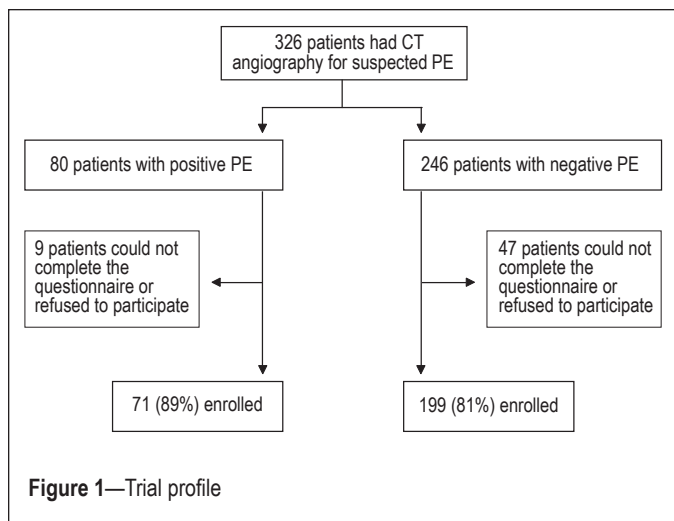 326 patients had CT
angiography for suspected PE
80 patients with positive PE
246 patients with negative PE
9 patients could not
complete the
questionnaire or
refused to participate
47 patients could not
complete the
questionnaire or
refused to participate
71 (89%) enrolled
199 (81%) enrolled
Figure 1—Trial profile